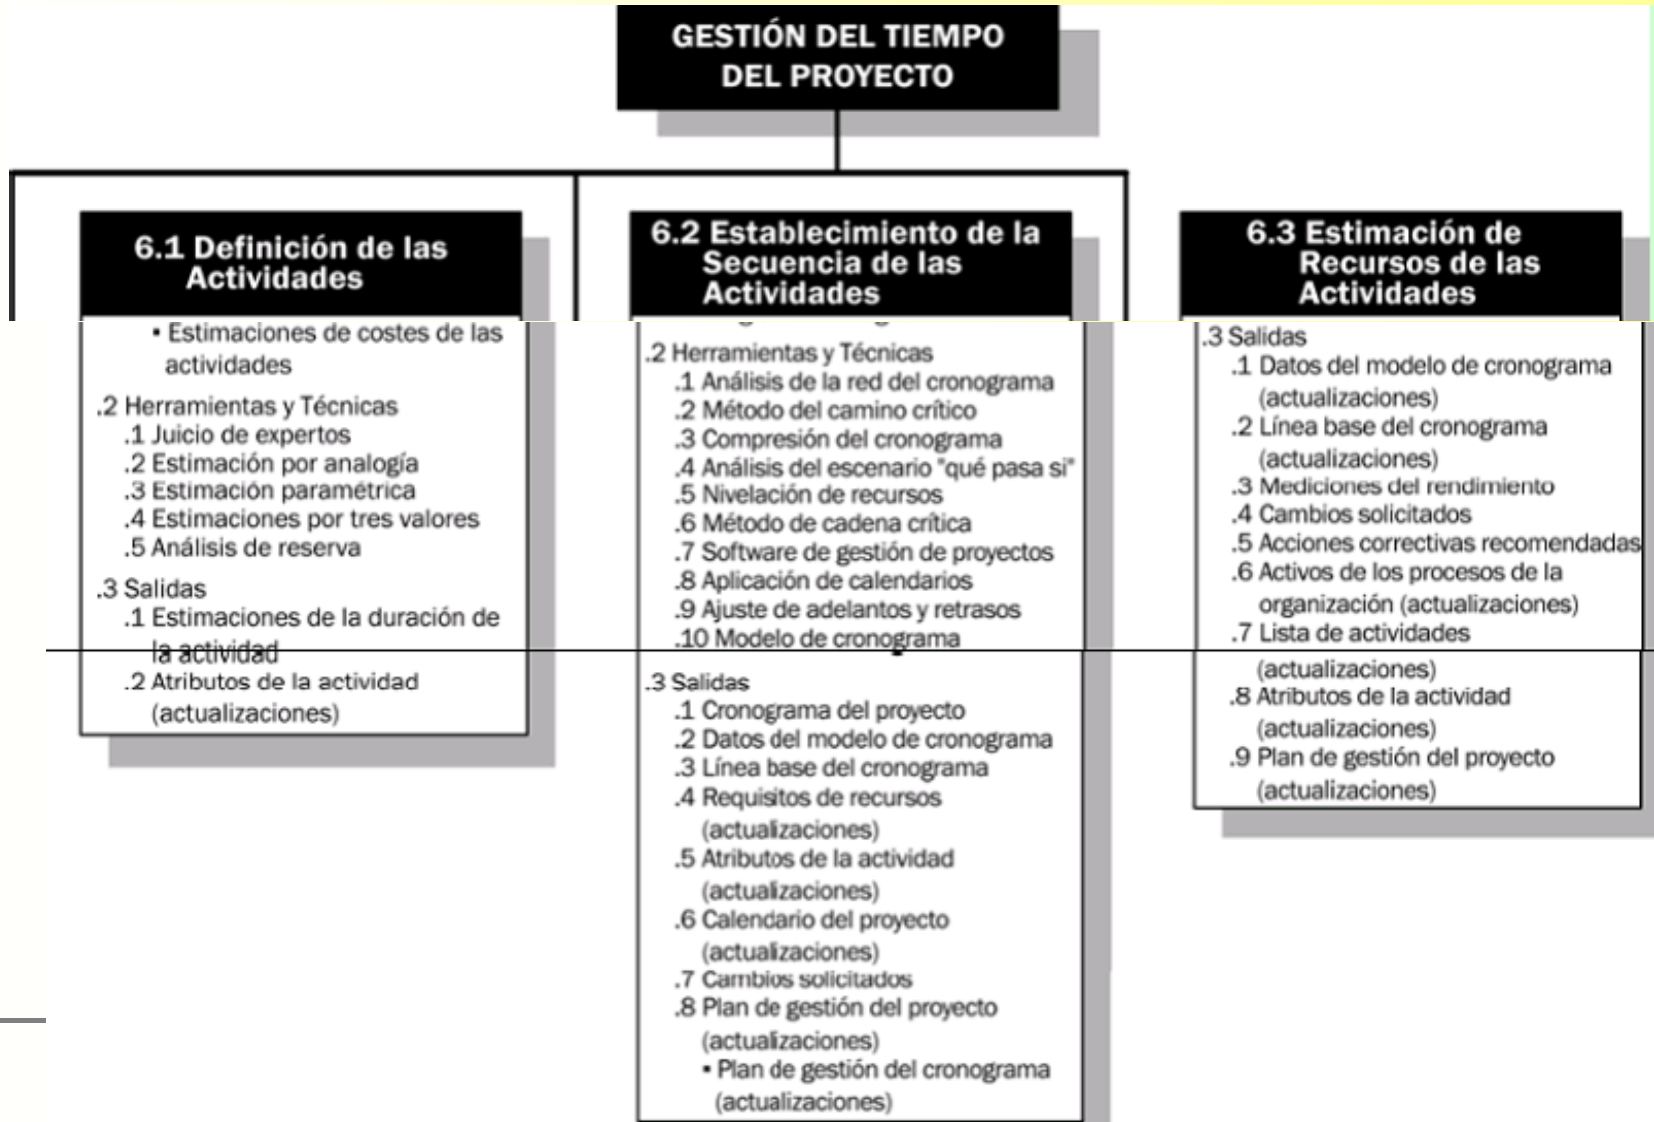 GESTIÓN DEL TIEMPO
DEL PROYECTO
6.1 Definición de las
Actividades
▪ Estimaciones de costes de las
actividades
.2 Herramientas y Técnicas
.1 Juicio de expertos
.2 Estimación por analogía
.3 Estimación paramétrica
.4 Estimaciones por tres valores
.5 Análisis de reserva
.3 Salidas
.1 Estimaciones de la duración de
la actividad
.2 Atributos de la actividad
(actualizaciones)
6.2 Establecimiento de la
Secuencia de las
Actividades
.2 Herramientas y Técnicas
.1 Análisis de la red del cronograma
.2 Método del camino crítico
.3 Compresión del cronograma
.4 Análisis del escenario "qué pasa si"
.5 Nivelación de recursos
.6 Método de cadena crítica
.7 Software de gestión de proyectos
.8 Aplicación de calendarios
.9 Ajuste de adelantos y retrasos
.10 Modelo de cronograma
.3 Salidas
.1 Cronograma del proyecto
.2 Datos del modelo de cronograma
.3 Línea base del cronograma
.4 Requisitos de recursos
(actualizaciones)
.5 Atributos de la actividad
(actualizaciones)
.6 Calendario del proyecto
(actualizaciones)
.7 Cambios solicitados
.8 Plan de gestión del proyecto
(actualizaciones)
▪ Plan de gestión del cronograma
(actualizaciones)
6.3 Estimación de
Recursos de las
Actividades
.3 Salidas
.1 Datos del modelo de cronograma
(actualizaciones)
.2 Línea base del cronograma
(actualizaciones)
.3 Mediciones del rendimiento
.4 Cambios solicitados
.5 Acciones correctivas recomendadas
.6 Activos de los procesos de la
organización (actualizaciones)
.7 Lista de actividades
(actualizaciones)
.8 Atributos de la actividad
(actualizaciones)
.9 Plan de gestión del proyecto
(actualizaciones)